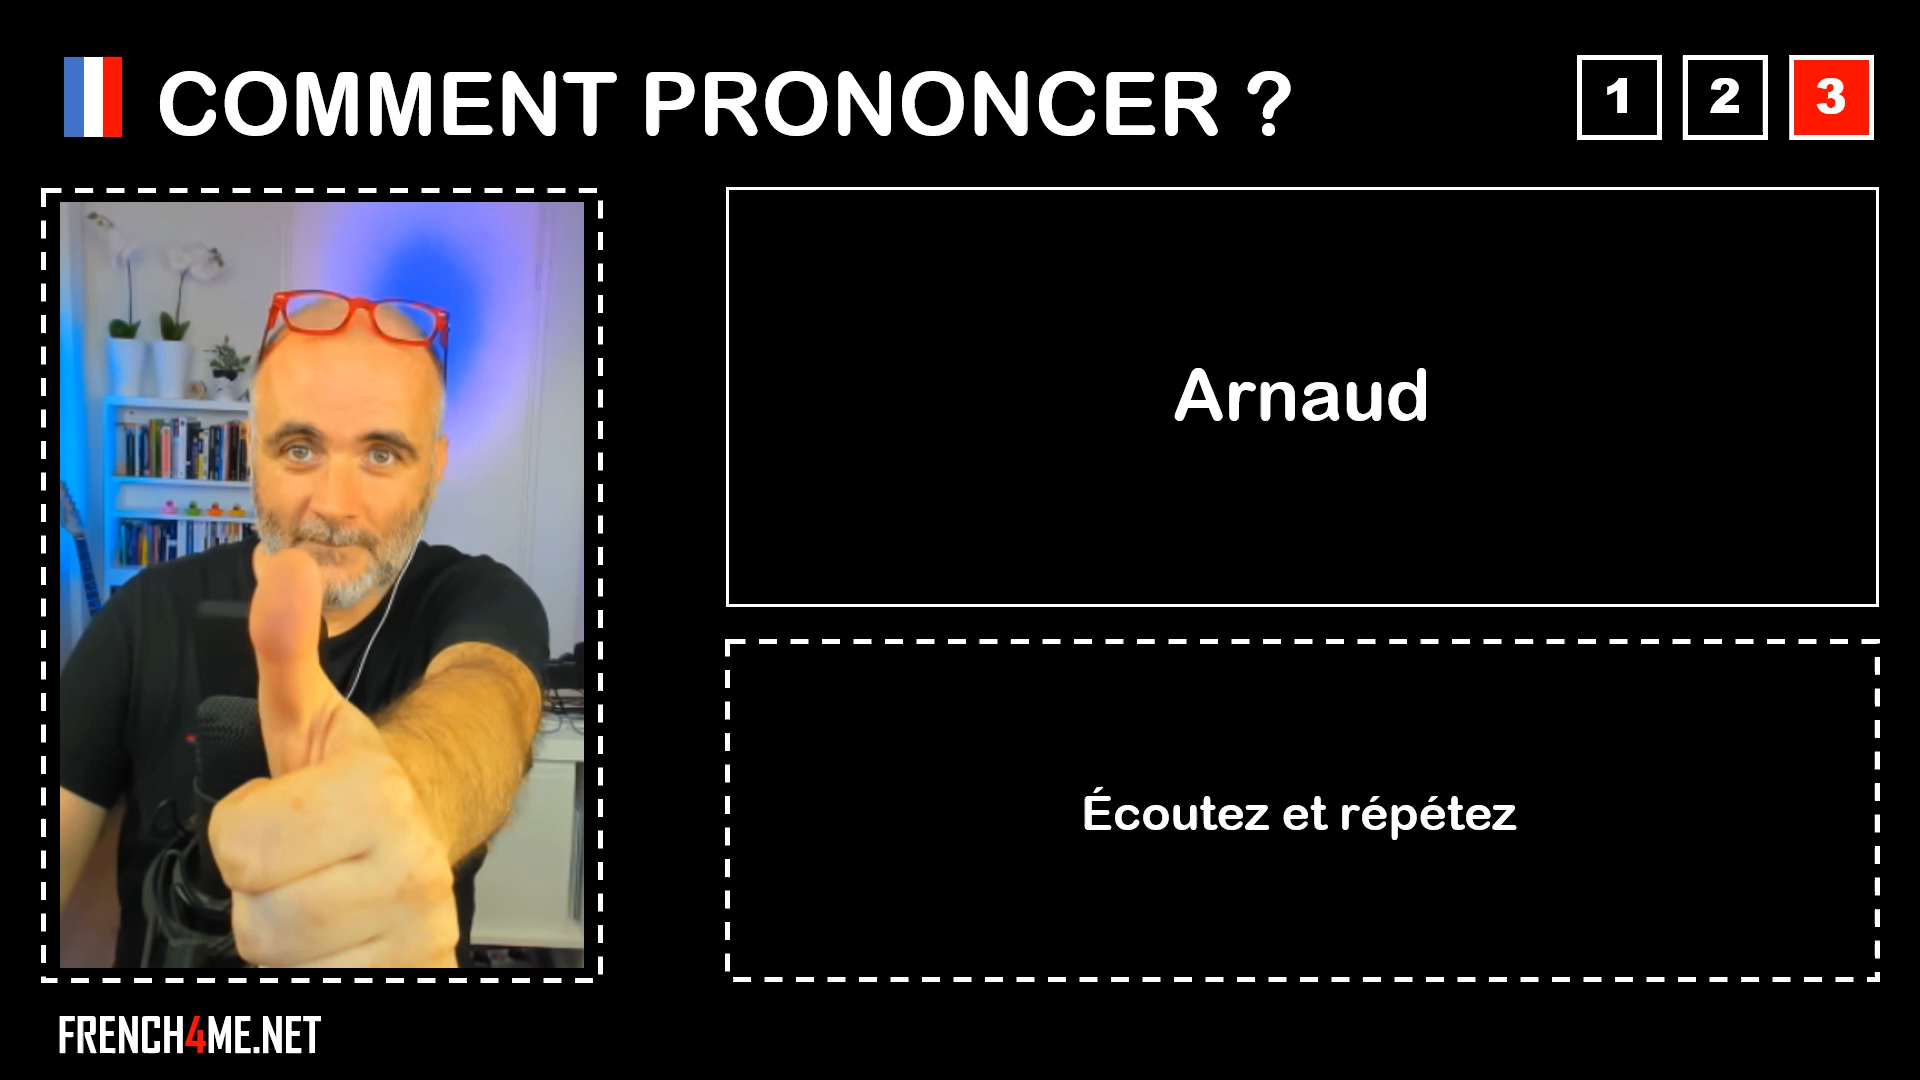 COMMENT PRONONCER ?
1 2 3
Arnaud
Écoutez et répétez
FRENCH4ME.NET